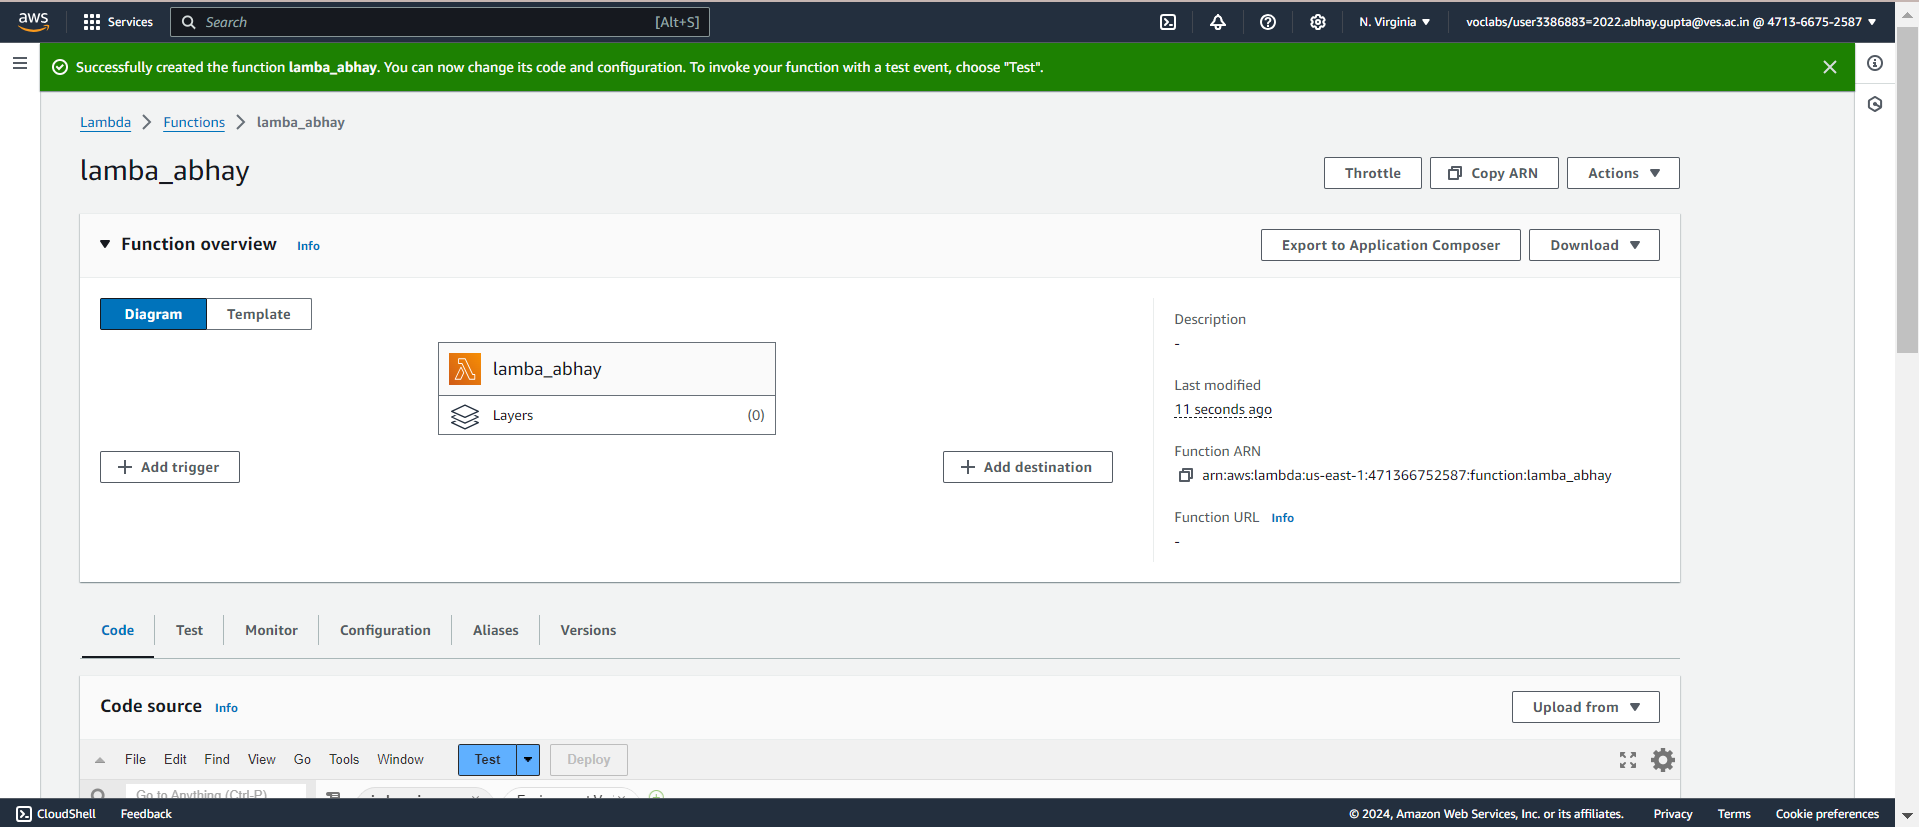 aws Services Search [Alt+S] N. Virginia voclabs/user3386883=2022.abhay.gupta@ves.ac.in @ 4713-6675-2587
Successfully created the function lamba_abhay. You can now change its code and configuration. To invoke your function with a test event, choose "Test".
Lambda Functions lamba_abhay
lamba_abhay
Throttle Copy ARN Actions
Function overview Info
Export to Application Composer Download
Diagram Template
lamba_abhay
Layers (0)
Add trigger
Add destination
Description
-
Last modified
11 seconds ago
Function ARN
arn:aws:lambda:us-east-1:471366752587:function:lamba_abhay
Function URL Info
-
Code Test Monitor Configuration Aliases Versions
Code source Info
Upload from
File Edit Find View Go Tools Window Test Deploy
Go to Anything (Ctrl-P)
CloudShell Feedback © 2024, Amazon Web Services, Inc. or its affiliates. Privacy Terms Cookie preferences